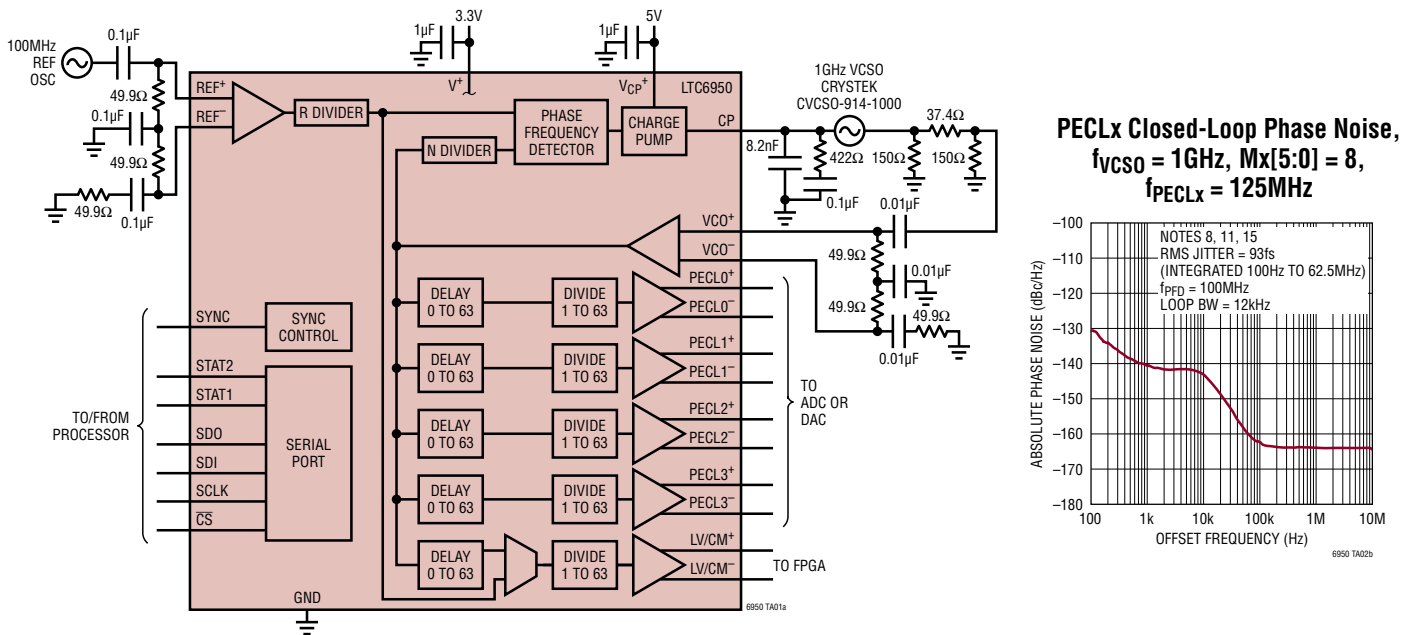 3.3V
5V
0.1µF
1µF
1µF
100MHz
REF
OSC
1GHz VCSO
CRYSTEK
CVCSO-914-1000
REF+
V+
VCP+
LTC6950
49.9Ω
R DIVIDER
PHASE
FREQUENCY
DETECTOR
CHARGE
PUMP
CP
37.4Ω
REF−
0.1µF
N DIVIDER
8.2nF
422Ω
150Ω
150Ω
49.9Ω
49.9Ω
0.1µF
0.1µF
0.01µF
VCO+
VCO−
49.9Ω
0.01µF
49.9Ω
49.9Ω
0.01µF
SYNC
SYNC
CONTROL
DELAY
0 TO 63
DIVIDE
1 TO 63
PECL0+
PECL0−
STAT2
STAT1
DELAY
0 TO 63
DIVIDE
1 TO 63
PECL1+
PECL1−
TO
ADC OR
DAC
TO/FROM
PROCESSOR
SDO
SDI
SCLK
CS
SERIAL
PORT
DELAY
0 TO 63
DIVIDE
1 TO 63
PECL2+
PECL2−
DELAY
0 TO 63
DIVIDE
1 TO 63
PECL3+
PECL3−
DELAY
0 TO 63
DIVIDE
1 TO 63
LV/CM+
LV/CM−
TO FPGA
GND
6950 TA01a
PECLx Closed-Loop Phase Noise,
fVCSO = 1GHz, Mx[5:0] = 8,
fPECLx = 125MHz
NOTES 8, 11, 15
RMS JITTER = 93fs
(INTEGRATED 100Hz TO 62.5MHz)
fPFD = 100MHz
LOOP BW = 12kHz
ABSOLUTE PHASE NOISE (dBc/Hz)
−100
−110
−120
−130
−140
−150
−160
−170
−180
100 1k 10k 100k 1M 10M
OFFSET FREQUENCY (Hz)
6950 TA02b